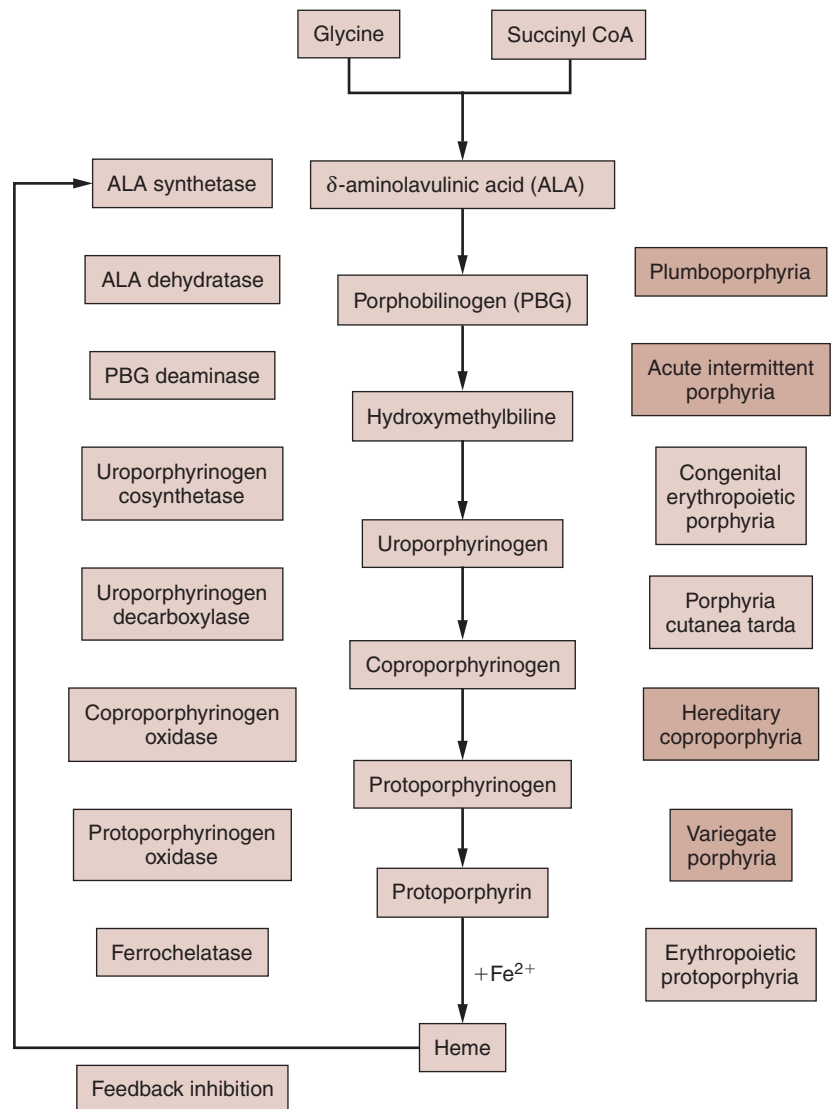 Glycine
Succinyl CoA
ALA synthetase
δ-aminolavulinic acid (ALA)
ALA dehydratase
Porphobilinogen (PBG)
Plumboporphyria
PBG deaminase
Hydroxymethylbiline
Acute intermittent
porphyria
Uroporphyrinogen
cosynthetase
Uroporphyrinogen
Congenital
erythropoietic
porphyria
Uroporphyrinogen
decarboxylase
Coproporphyrinogen
Porphyria
cutanea tarda
Coproporphyrinogen
oxidase
Protoporphyrinogen
Hereditary
coproporphyria
Protoporphyrinogen
oxidase
Protoporphyrin
Variegate
porphyria
Ferrochelatase
+Fe²⁺
Erythropoietic
protoporphyria
Heme
Feedback inhibition